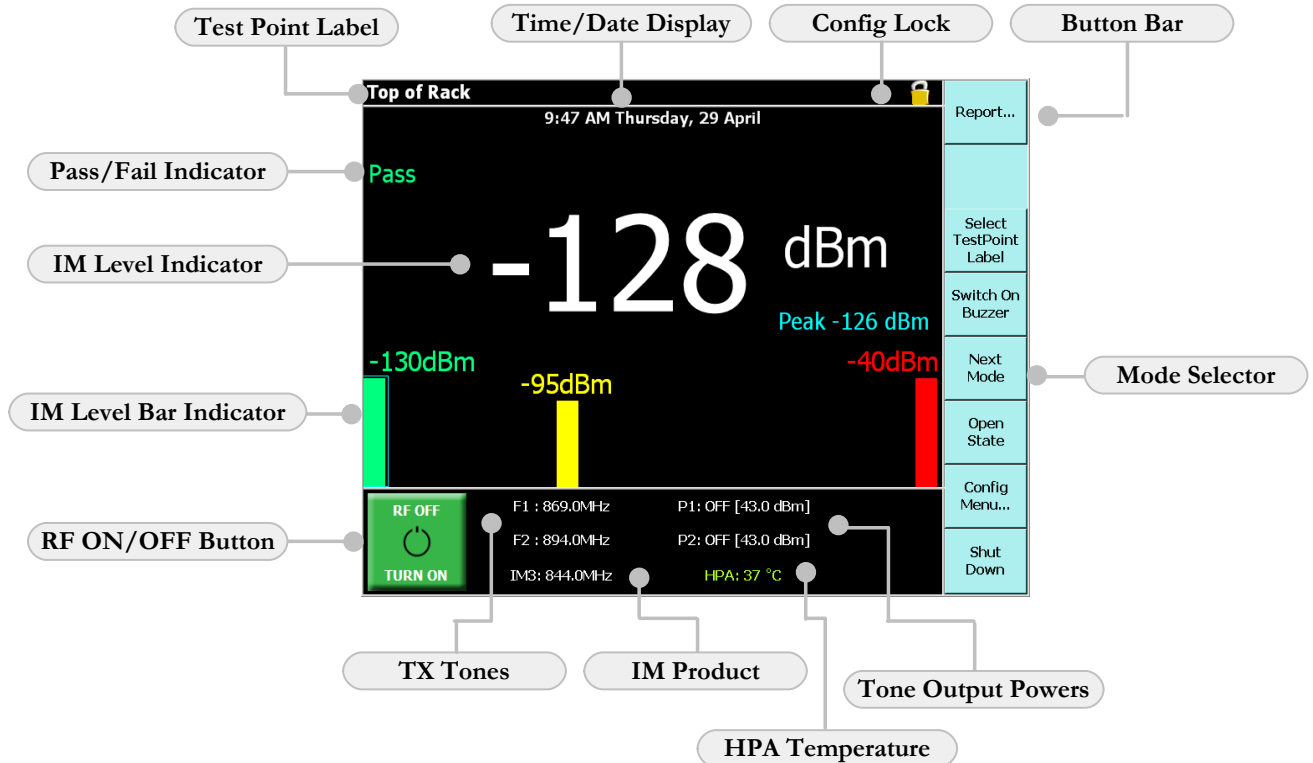 Test Point Label
Time/Date Display
Config Lock
Button Bar
Top of Rack
9:47 AM Thursday, 29 April
Report...
Pass/Fail Indicator
Pass
IM Level Indicator
-128 dBm
Peak -126 dBm
Select
TestPoint
Label
Switch On
Buzzer
-130dBm
-95dBm
-40dBm
Next
Mode
Mode Selector
IM Level Bar Indicator
Open
State
Config
Menu...
Shut
Down
RF ON/OFF Button
RF OFF
TURN ON
F1 : 869.0MHz
P1: OFF [43.0 dBm]
F2 : 894.0MHz
P2: OFF [43.0 dBm]
IM3: 844.0MHz
HPA: 37 °C
TX Tones
IM Product
Tone Output Powers
HPA Temperature